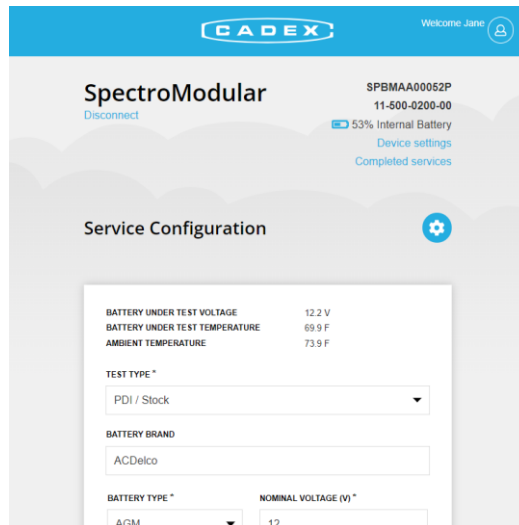 CADEX
Welcome Jane
SpectroModular
Disconnect
SPBMAA00052P
11-500-0200-00
53% Internal Battery
Device settings
Completed services
Service Configuration
BATTERY UNDER TEST VOLTAGE 12.2 V
BATTERY UNDER TEST TEMPERATURE 69.9 F
AMBIENT TEMPERATURE 73.9 F
TEST TYPE *
PDI / Stock
BATTERY BRAND
ACDelco
BATTERY TYPE * NOMINAL VOLTAGE (V) *
AGM 12